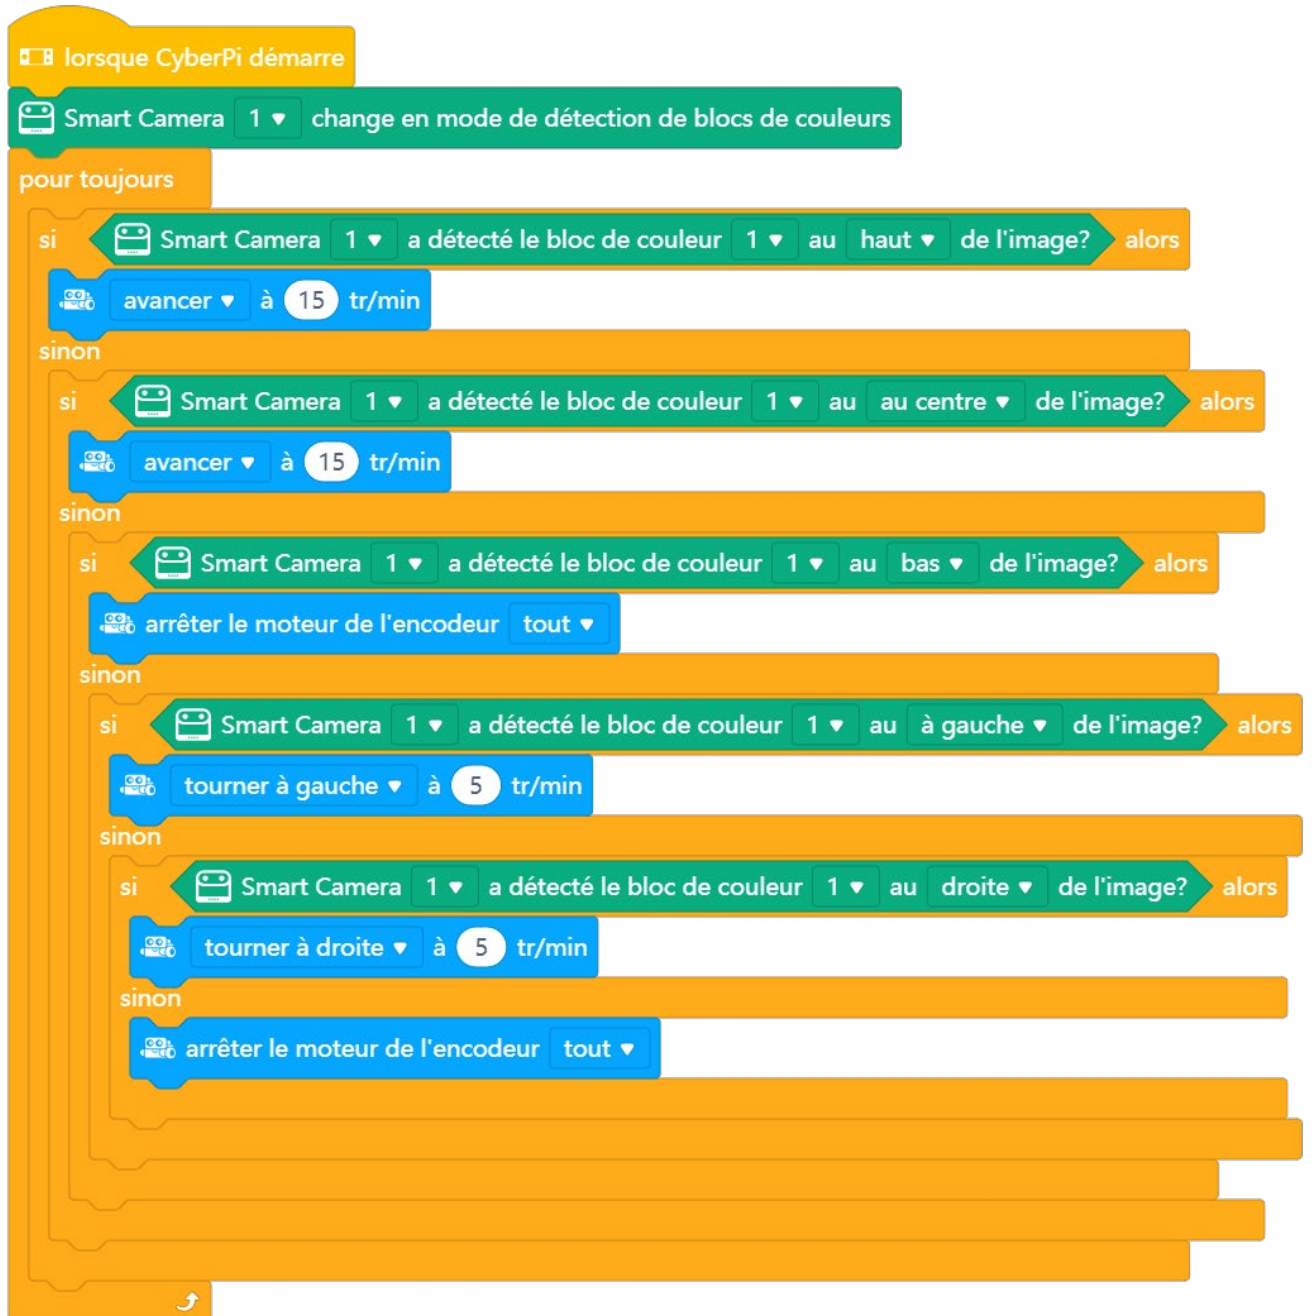 lorsque CyberPi démarre
Smart Camera 1 change en mode de détection de blocs de couleurs
pour toujours
si Smart Camera 1 a détecté le bloc de couleur 1 au haut de l'image? alors
avancer à 15 tr/min
sinon
si Smart Camera 1 a détecté le bloc de couleur 1 au au centre de l'image? alors
avancer à 15 tr/min
sinon
si Smart Camera 1 a détecté le bloc de couleur 1 au bas de l'image? alors
arrêter le moteur de l'encodeur tout
sinon
si Smart Camera 1 a détecté le bloc de couleur 1 au à gauche de l'image? alors
tourner à gauche à 5 tr/min
sinon
si Smart Camera 1 a détecté le bloc de couleur 1 au droite de l'image? alors
tourner à droite à 5 tr/min
sinon
arrêter le moteur de l'encodeur tout